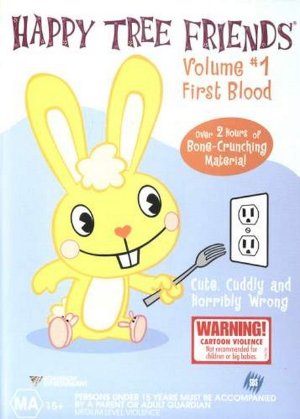 HAPPY TREE FRIENDS
Volume #1
First Blood
Over 2 Hours of
Bone-Crunching
Material
Cute, Cuddly and
Horribly Wrong
WARNING!
CARTOON VIOLENCE
Not recommended for
children or big babies
SBS
MA 15+
PERSONS UNDER 15 YEARS MUST BE ACCOMPANIED
BY A PARENT OR ADULT GUARDIAN
MEDIUM LEVEL VIOLENCE